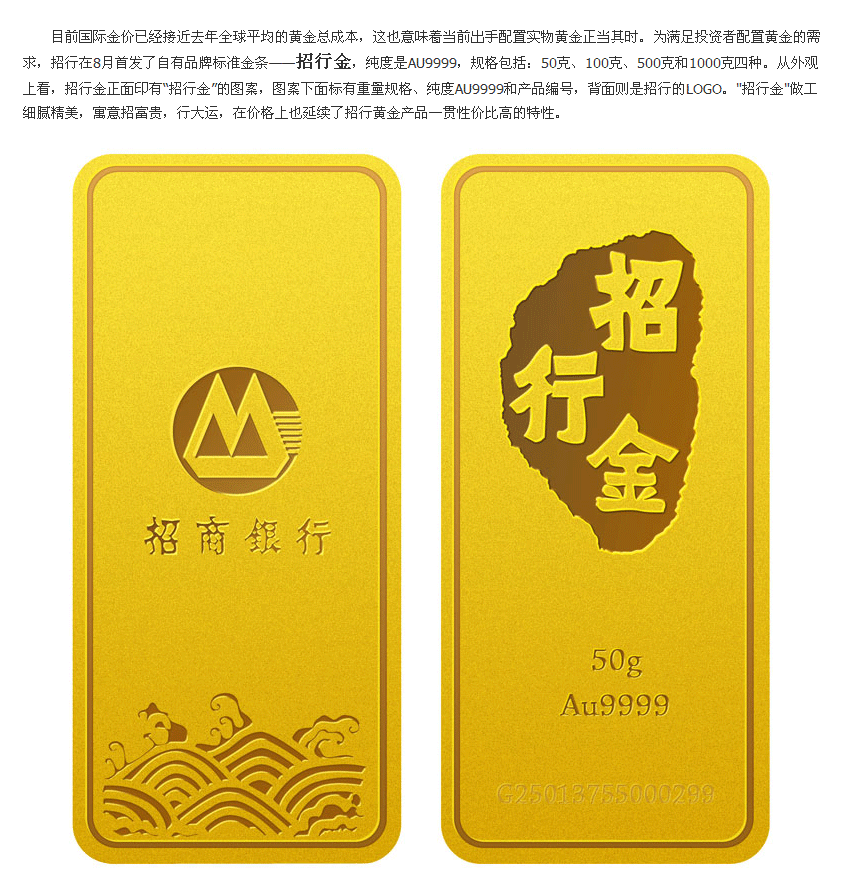 目前国际金价已经接近去年全球平均的黄金总成本，这也意味着当前出手配置实物黄金正当其时。为满足投资者配置黄金的需
求，招行在8月首发了自有品牌标准金条——招行金，纯度是AU9999，规格包括：50克、100克、500克和1000克四种。从外观
上看，招行金正面印有“招行金”的图案，图案下面标有重量规格、纯度AU9999和产品编号，背面则是招行的LOGO。"招行金"做工
细腻精美，寓意招富贵，行大运，在价格上也延续了招行黄金产品一贯性价比高的特性。
招商銀行
招
行
金
50g
Au9999
G25013755000299